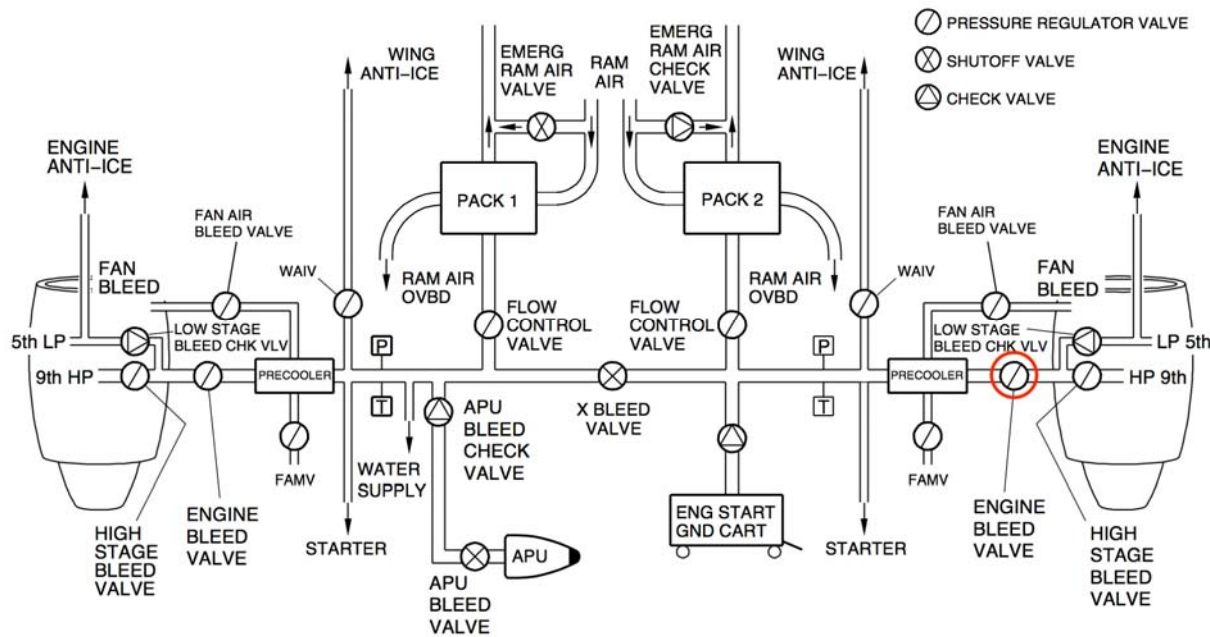 PRESSURE REGULATOR VALVE
SHUTOFF VALVE
CHECK VALVE
WING
ANTI–ICE
EMERG
RAM AIR
VALVE
RAM
AIR
EMERG
RAM AIR
CHECK
VALVE
WING
ANTI–ICE
ENGINE
ANTI–ICE
ENGINE
ANTI–ICE
PACK 1
PACK 2
FAN AIR
BLEED VALVE
FAN AIR
BLEED VALVE
FAN
BLEED
WAIV
RAM AIR
OVBD
RAM AIR
OVBD
WAIV
FAN
BLEED
5th LP
LOW STAGE
BLEED CHK VLV
FLOW
CONTROL
VALVE
FLOW
CONTROL
VALVE
LOW STAGE
BLEED CHK VLV
LP 5th
P
P
9th HP
PRECOOLER
PRECOOLER
HP 9th
T
T
X BLEED
VALVE
APU
BLEED
CHECK
VALVE
WATER
SUPPLY
FAMV
FAMV
HIGH
STAGE
BLEED
VALVE
ENGINE
BLEED
VALVE
STARTER
APU
APU
BLEED
VALVE
ENG START
GND CART
STARTER
ENGINE
BLEED
VALVE
HIGH
STAGE
BLEED
VALVE